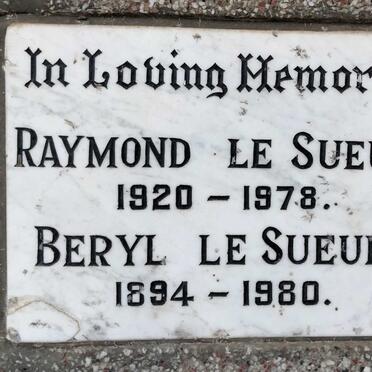 In Loving Memor
RAYMOND LE SUEU
1920 - 1978.
BERYL LE SUEU
1894 - 1980.